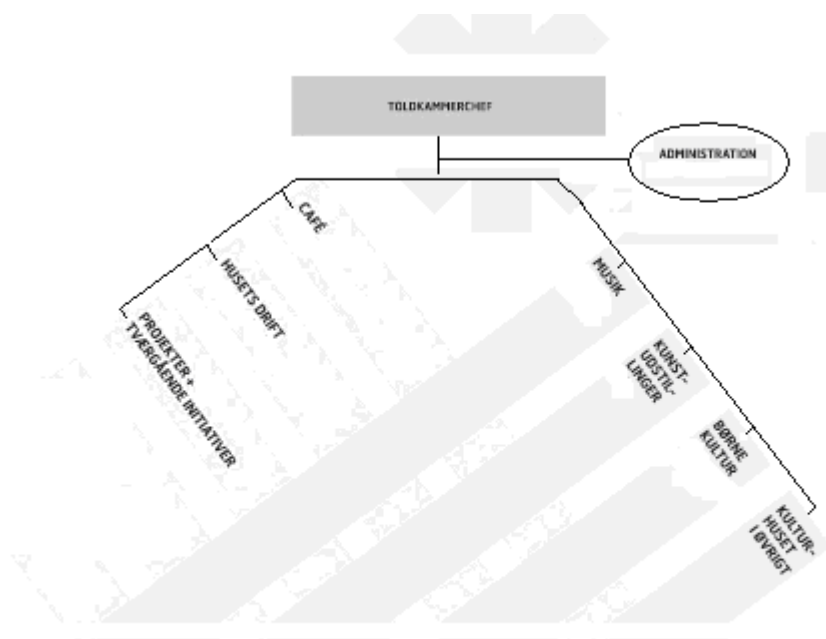 TOLDKAMMERCHEF
ADMINISTRATION
CAFÉ
HUSETS DRIFT
PROJEKTER +
TVÆRGÅENDE INITIATIVER
MUSIK
KUNST-
UDSTIL-
LINGER
BØRNE
KULTUR
KULTUR-
HUSET
I ØVRIGT